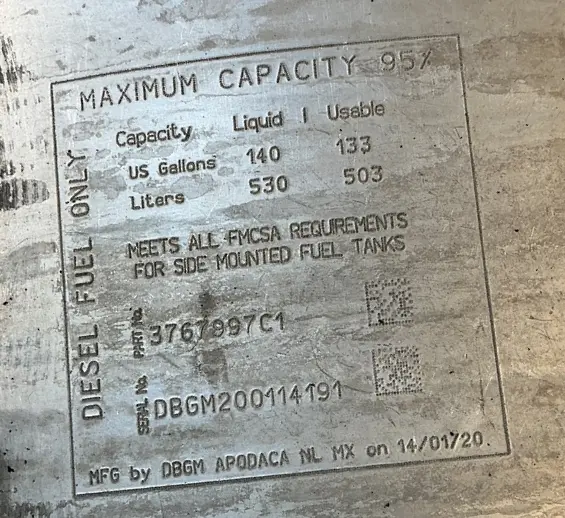 MAXIMUM CAPACITY 95%
Capacity Liquid | Usable
US Gallons 140 133
Liters 530 503
MEETS ALL FMCSA REQUIREMENTS
FOR SIDE MOUNTED FUEL TANKS
PART No. 3767997C1
SERIAL No. DBGM200114191
MFG by DBGM APODACA NL MX on 14/01/20.
DIESEL FUEL ONLY